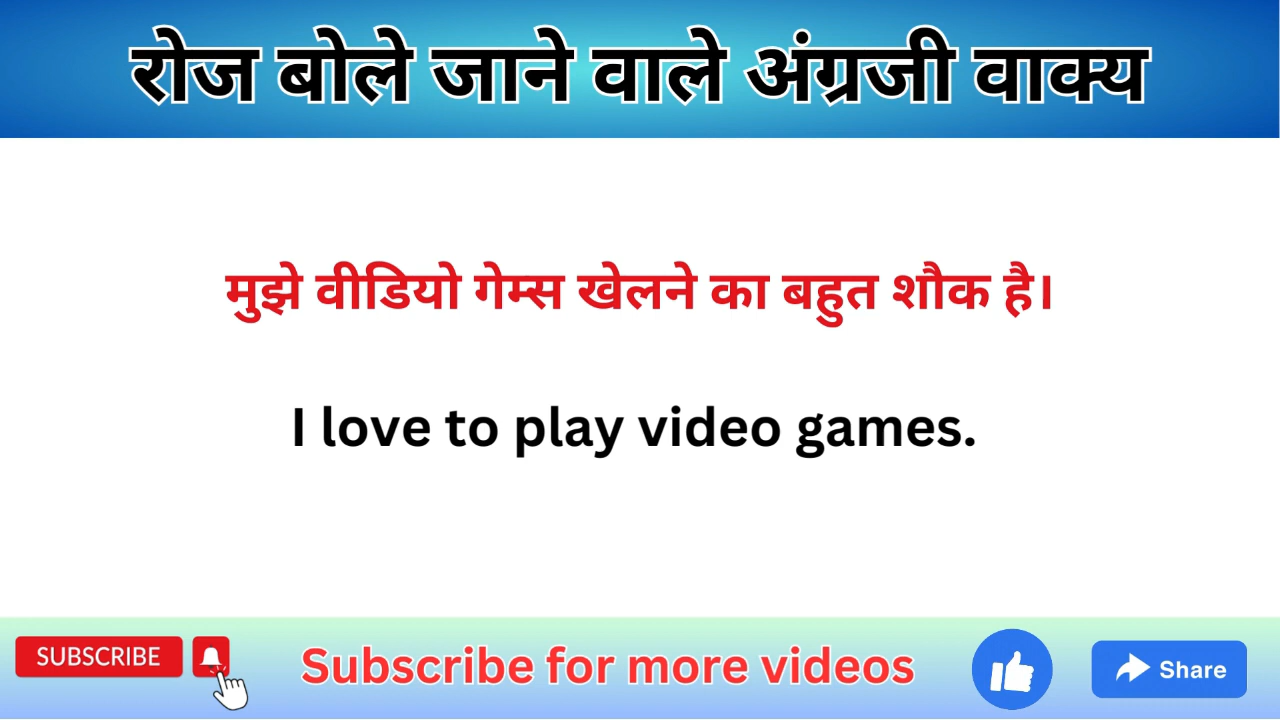 रोज बोले जाने वाले अंग्रजी वाक्य
मुझे वीडियो गेम्स खेलने का बहुत शौक है।
I love to play video games.
SUBSCRIBE
Subscribe for more videos
Share